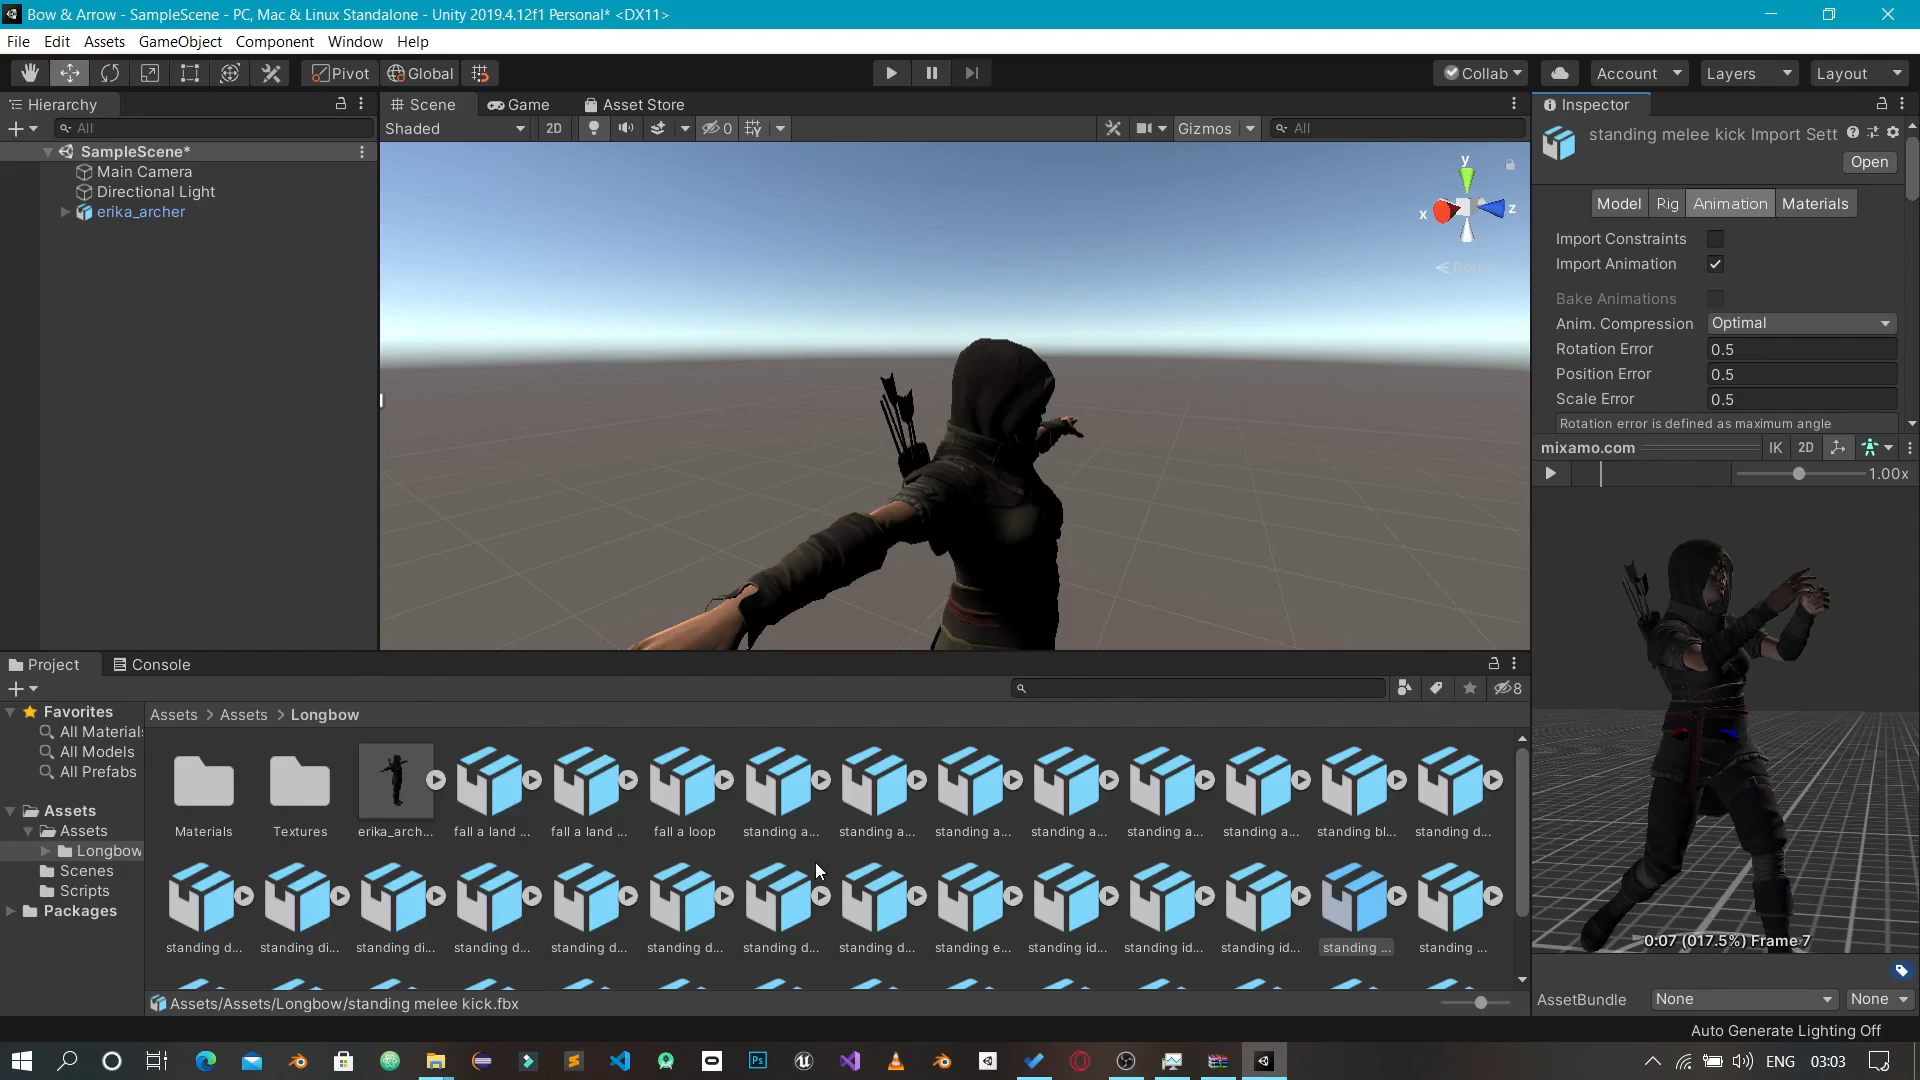 Bow & Arrow - SampleScene - PC, Mac & Linux Standalone - Unity 2019.4.12f1 Personal* <DX11>
File Edit Assets GameObject Component Window Help
Pivot Global Collab Account Layers Layout
Hierarchy
All
SampleScene*
Main Camera
Directional Light
erika_archer
Scene Game Asset Store
Shaded 2D 0 Gizmos All
y
x z
Persp
Inspector
standing melee kick Import Sett
Open
Model Rig Animation Materials
Import Constraints
Import Animation
Bake Animations
Anim. Compression Optimal
Rotation Error 0.5
Position Error 0.5
Scale Error 0.5
Rotation error is defined as maximum angle
mixamo.com IK 2D
1.00x
0:07 (017.5%) Frame 7
AssetBundle None None
Auto Generate Lighting Off
Project Console
8
Favorites
All Materials
All Models
All Prefabs
Assets
Assets
Longbow
Scenes
Scripts
Packages
Assets > Assets > Longbow
Materials Textures erika_arch... fall a land ... fall a land ... fall a loop standing a... standing a... standing a... standing a... standing a... standing a... standing bl... standing d...
standing d... standing di... standing di... standing d... standing d... standing d... standing d... standing d... standing e... standing id... standing id... standing id... standing ... standing ...
Assets/Assets/Longbow/standing melee kick.fbx
Ps
ENG 03:03